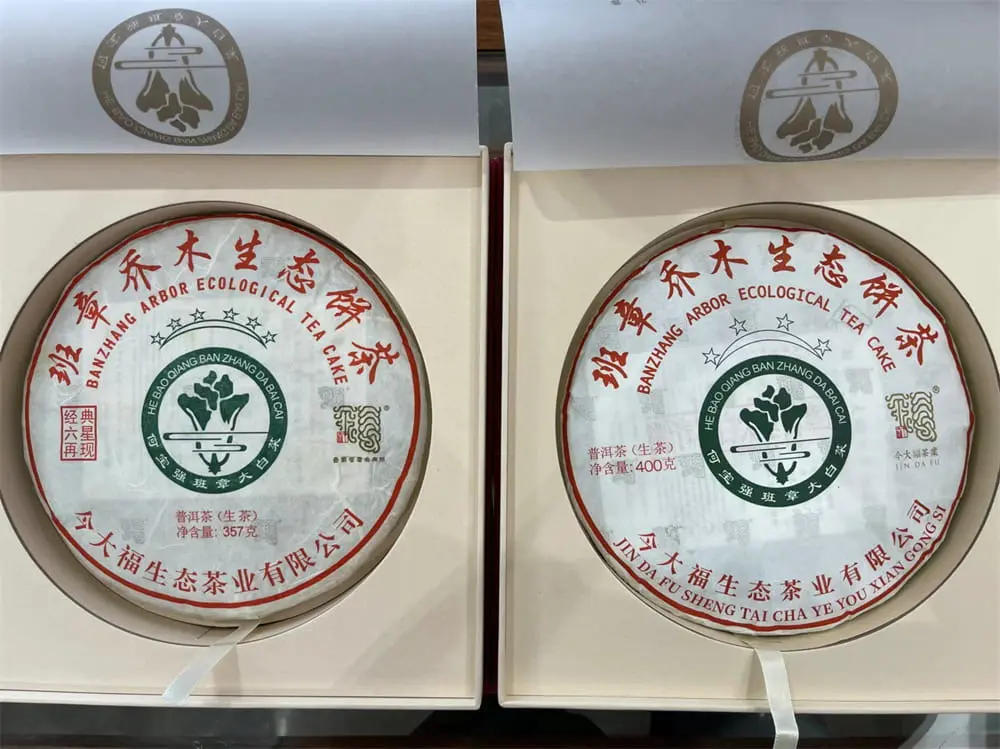 班章乔木生态饼茶
BANZHANG ARBOR ECOLOGICAL TEA CAKE
HE BAO QIANG BAN ZHANG DA BAI CAI
何宝强班章大白菜
经典
六星
再现
普洱茶（生茶）
净含量: 357克
今大福生态茶业有限公司
班章乔木生态饼茶
BANZHANG ARBOR ECOLOGICAL TEA CAKE
HE BAO QIANG BAN ZHANG DA BAI CAI
何宝强班章大白菜
普洱茶（生茶）
净含量: 400克
今大福茶业
JIN DA FU
今大福生态茶业有限公司
JIN DA FU SHENG TAI CHA YE YOU XIAN GONG SI